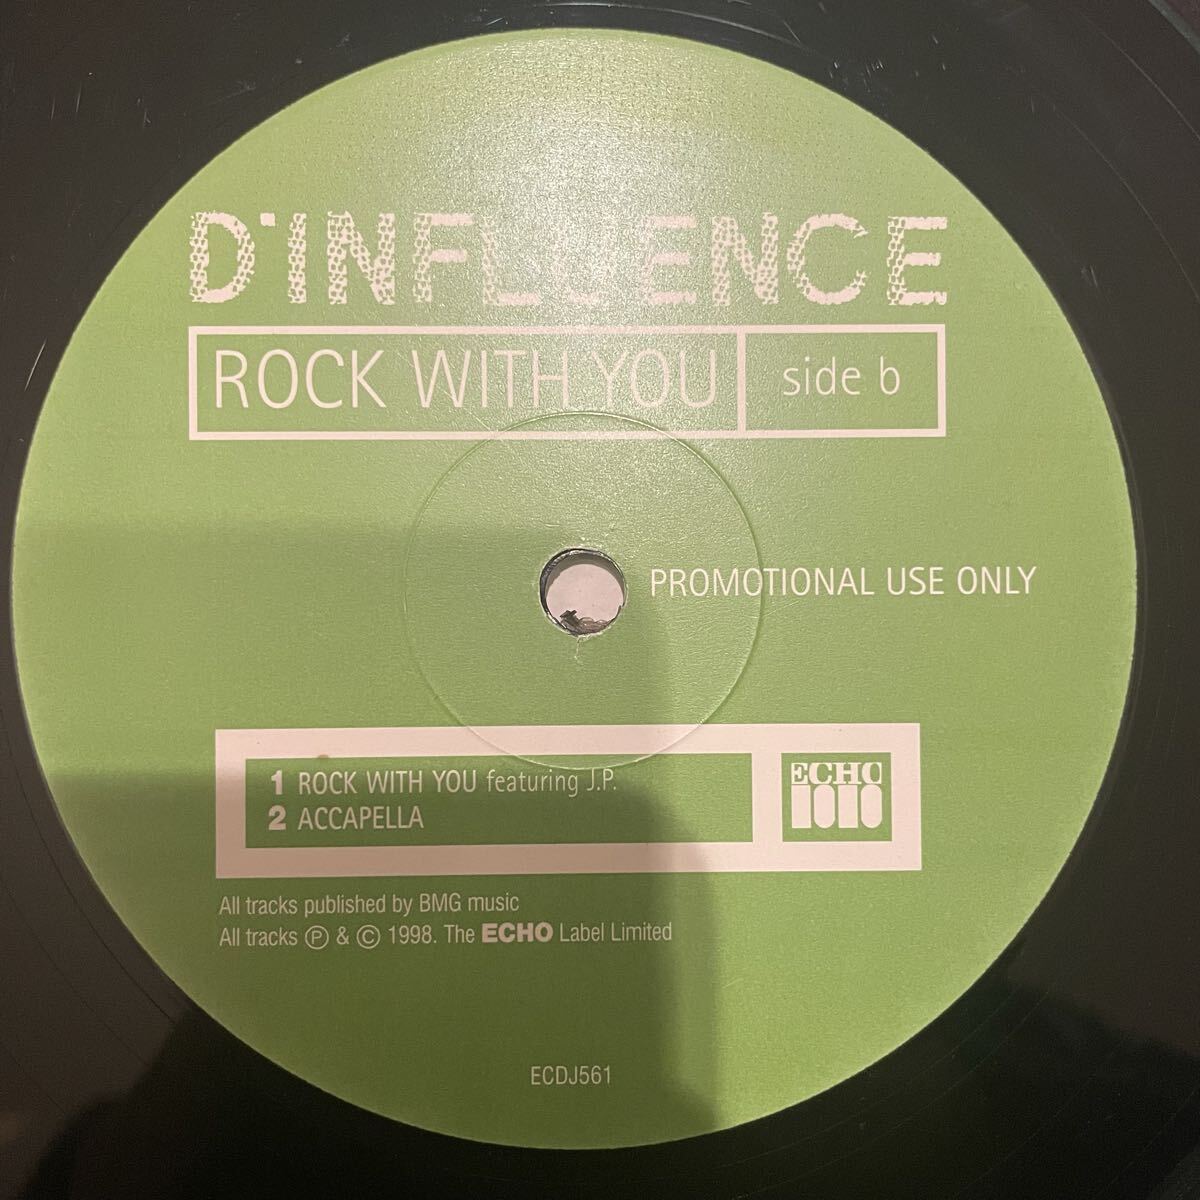 D'INFLUENCE
ROCK WITH YOU
side b
PROMOTIONAL USE ONLY
1 ROCK WITH YOU featuring J.P.
2 ACCAPELLA
ECHO
All tracks published by BMG music
All tracks Ⓟ & © 1998. The ECHO Label Limited
ECDJ561